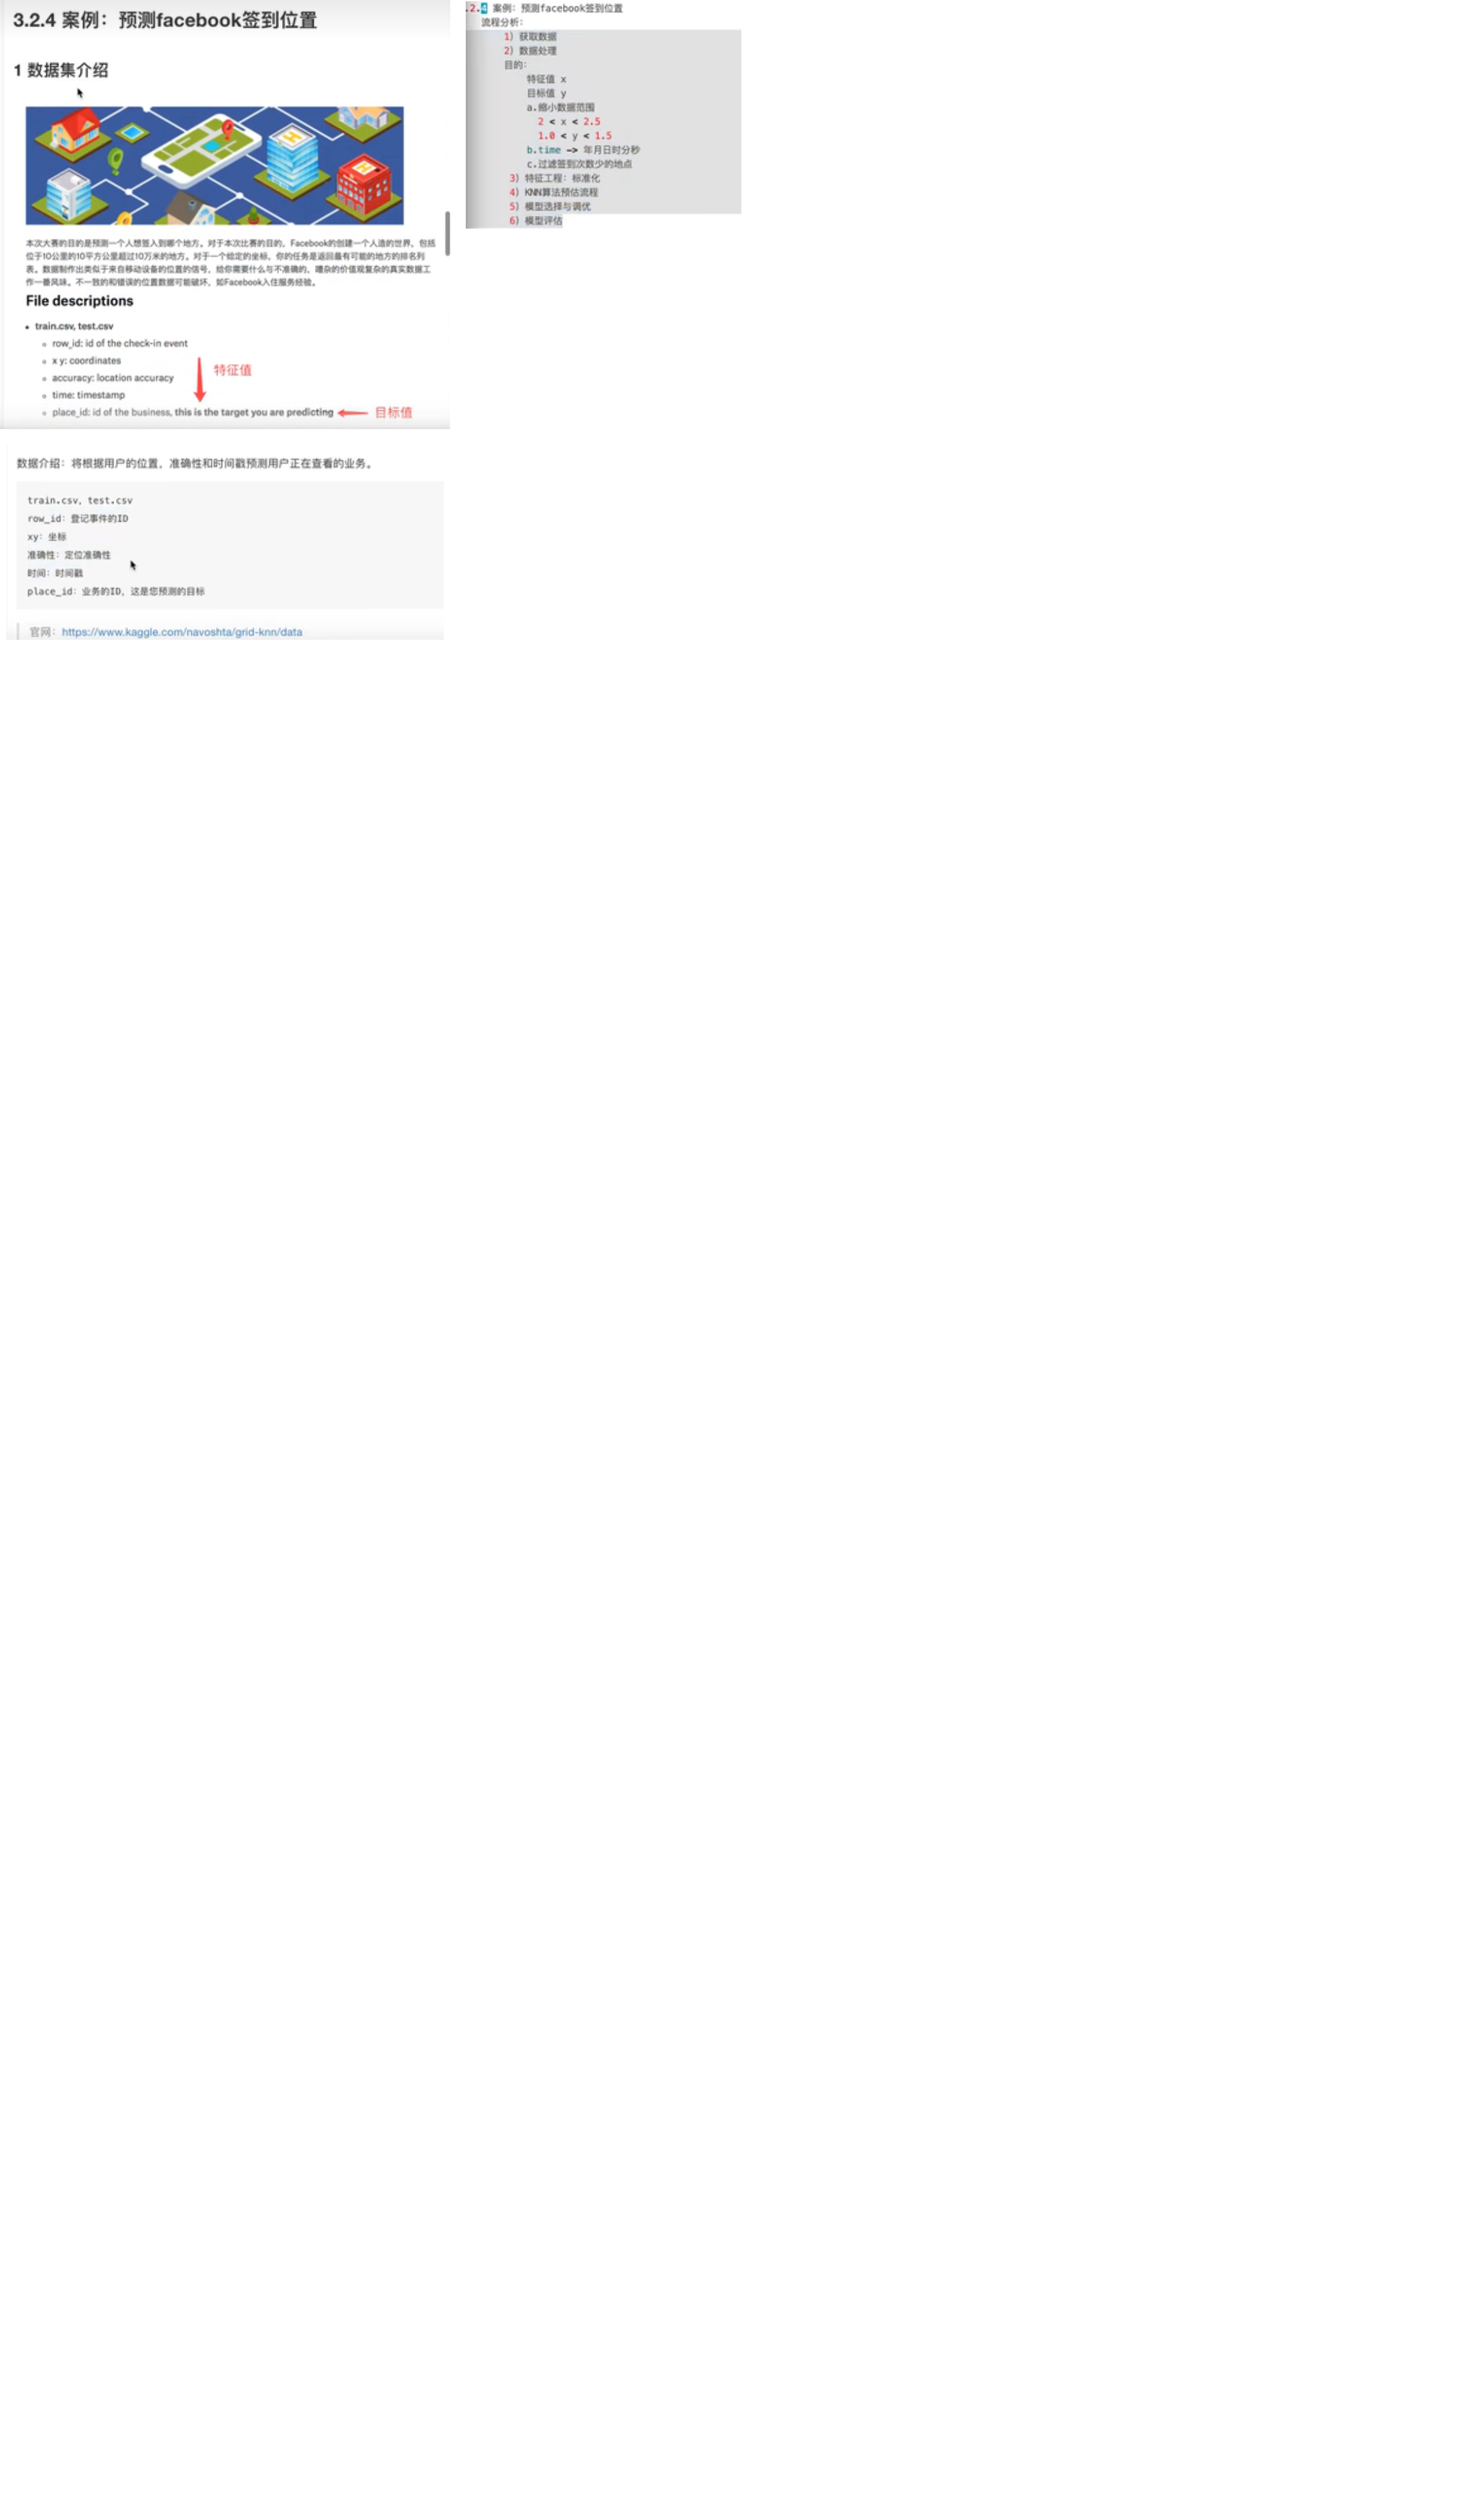 3.2.4 案例：预测facebook签到位置
1 数据集介绍
H
H
本次大赛的目的是预测一个人想签入到哪个地方。对于本次比赛的目的，Facebook的创建一个人造的世界，包括
位于10公里的10平方公里超过10万米的地方。对于一个给定的坐标，你的任务是返回最有可能的地方的排名列
表。数据制作出类似于来自移动设备的位置的信号，给你需要什么与不准确的，嘈杂的价值观复杂的真实数据工
作一番风味。不一致的和错误的位置数据可能破坏，如Facebook入住服务经验。
File descriptions
• train.csv, test.csv
row_id: id of the check-in event
x y: coordinates
accuracy: location accuracy
特征值
time: timestamp
place_id: id of the business, this is the target you are predicting
目标值
数据介绍：将根据用户的位置，准确性和时间戳预测用户正在查看的业务。
train.csv, test.csv
row_id: 登记事件的ID
xy: 坐标
准确性: 定位准确性
时间: 时间戳
place_id: 业务的ID，这是您预测的目标
官网：https://www.kaggle.com/navoshta/grid-knn/data
.2.4 案例：预测facebook签到位置
流程分析：
1）获取数据
2）数据处理
目的：
特征值 x
目标值 y
a.缩小数据范围
2 < x < 2.5
1.0 < y < 1.5
b.time -> 年月日时分秒
c.过滤签到次数少的地点
3）特征工程：标准化
4）KNN算法预估流程
5）模型选择与调优
6）模型评估